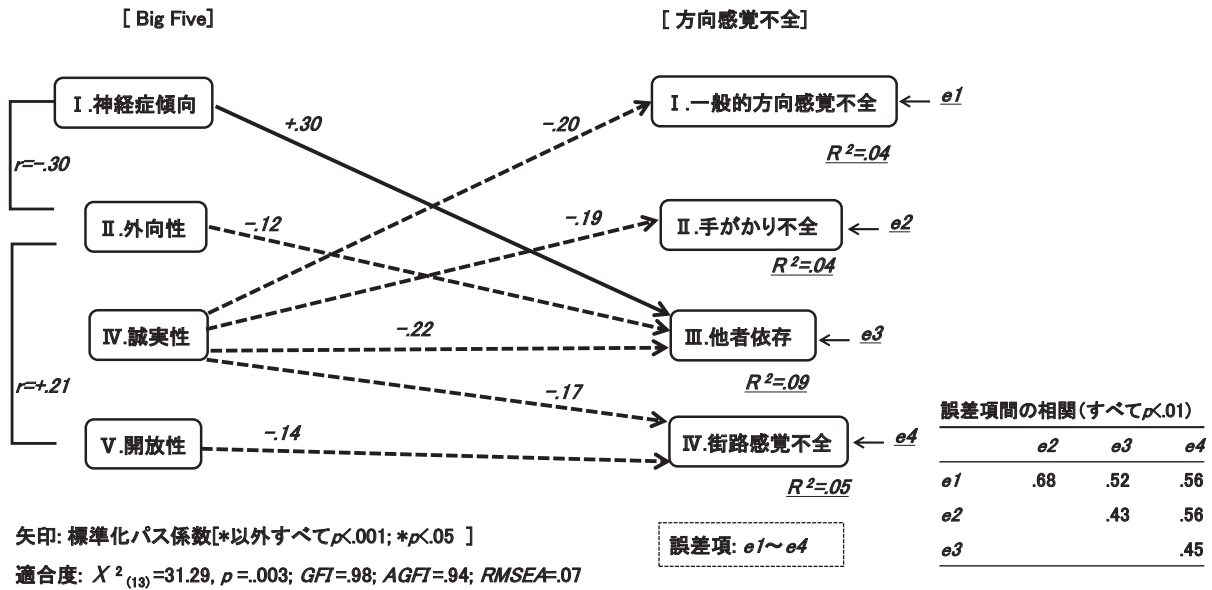 [ Big Five]
[ 方向感覚不全]
Ⅰ.神経症傾向
Ⅰ.一般的方向感覚不全
e1
+.30
-.20
R²=.04
r=-.30
Ⅱ.外向性
-.12
-.19
Ⅱ.手がかり不全
e2
R²=.04
Ⅳ.誠実性
-.22
Ⅲ.他者依存
e3
R²=.09
r=+.21
-.17
Ⅴ.開放性
-.14
Ⅳ.街路感覚不全
e4
R²=.05
誤差項間の相関(すべてp<.01)
e2 e3 e4
e1 .68 .52 .56
e2 .43 .56
e3 .45
矢印: 標準化パス係数[*以外すべてp<.001; *p<.05 ]
誤差項: e1~e4
適合度: X²(13)=31.29, p=..003; GFI=.98; AGFI=.94; RMSEA=.07